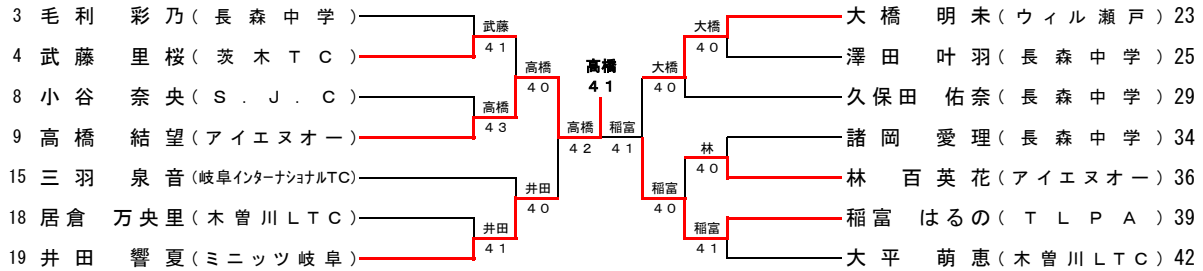 3 毛利 彩乃(長森中学)
4 武藤 里桜(茨木TC)
8 小谷 奈央(S.J.C)
9 高橋 結望(アイエヌオー)
15 三羽 泉音(岐阜インターナショナルTC)
18 居倉 万央里(木曽川LTC)
19 井田 響夏(ミニッツ岐阜)
武藤
41
高橋
43
井田
41
高橋
40
井田
40
高橋
42
高橋
41
稲富
41
大橋
40
稲富
40
大橋
40
林
40
稲富
41
大橋 明未(ウィル瀬戸) 23
澤田 叶羽(長森中学) 25
久保田 佑奈(長森中学) 29
諸岡 愛理(長森中学) 34
林 百英花(アイエヌオー) 36
稲富 はるの(TLPA) 39
大平 萌恵(木曽川LTC) 42